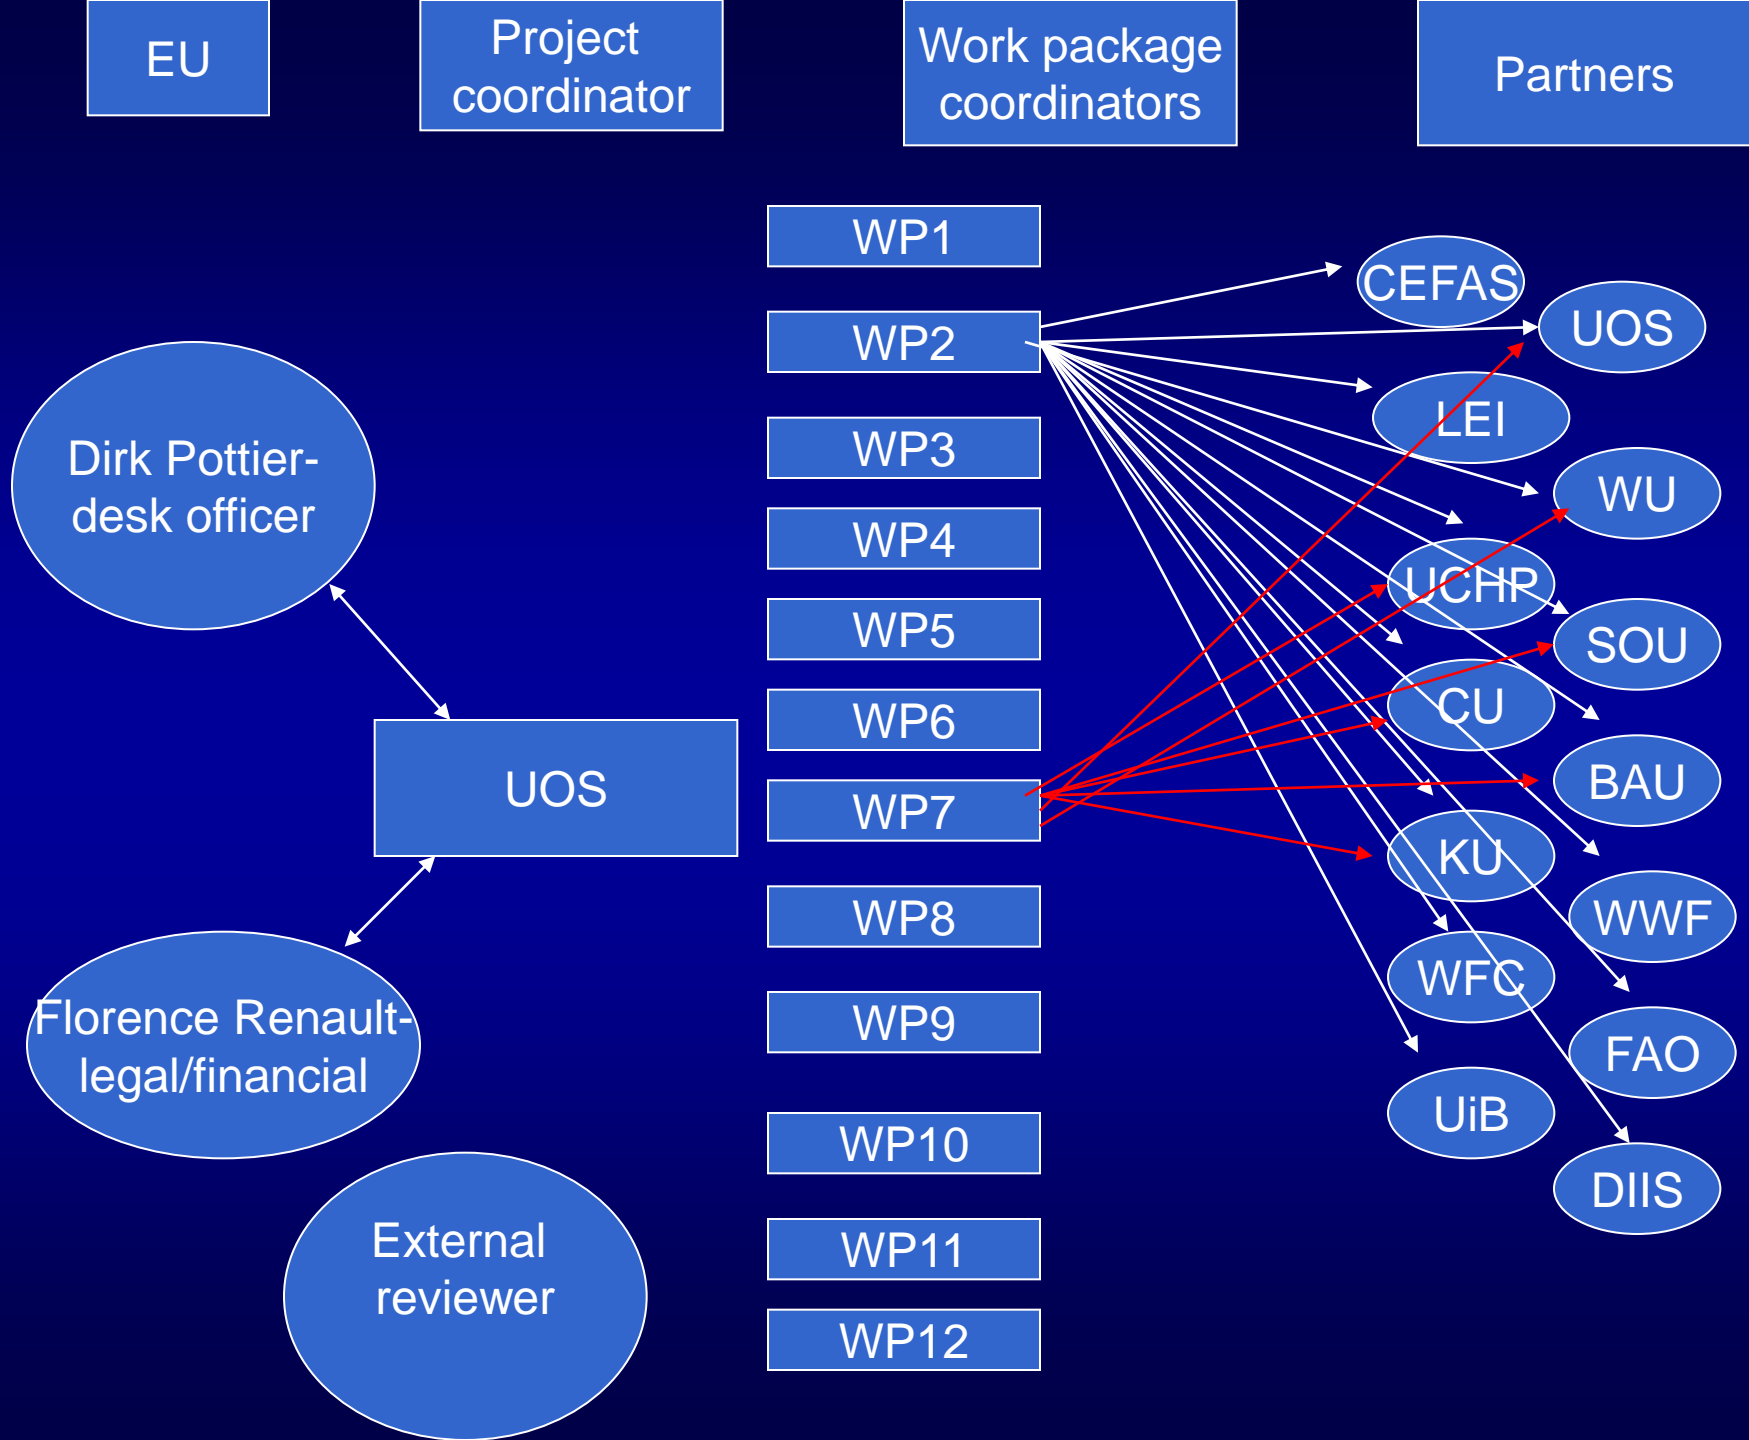 EU
Project
coordinator
Work package
coordinators
Partners
WP1
WP2
WP3
WP4
WP5
WP6
WP7
WP8
WP9
WP10
WP11
WP12
Dirk Pottier-
desk officer
UOS
Florence Renault-
legal/financial
External
reviewer
CEFAS
UOS
LEI
WU
UCHP
SOU
CU
BAU
KU
WWF
WFC
FAO
UiB
DIIS